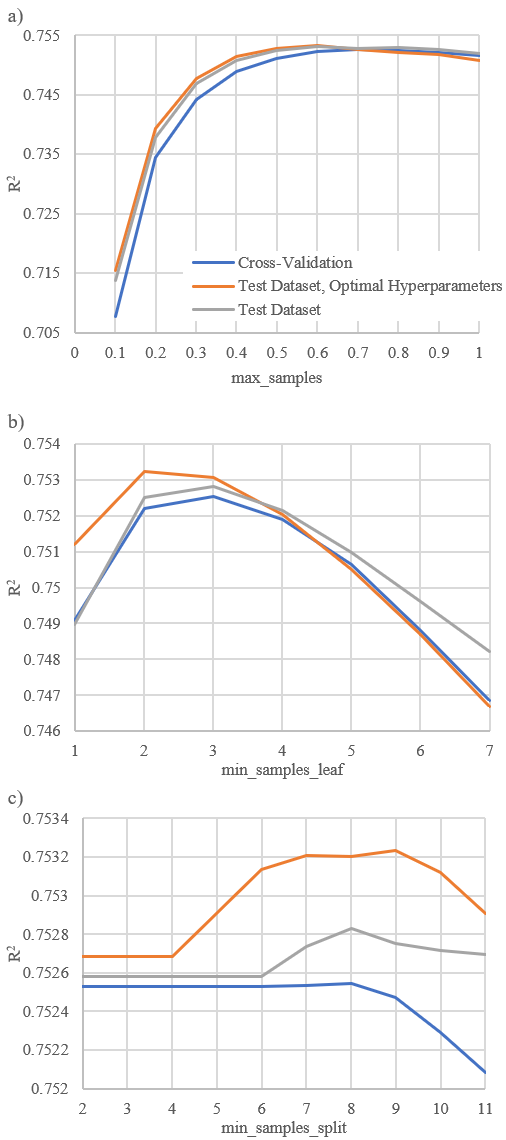 a)
0.755
0.745
0.735
0.725
0.715
0.705
R²
Cross-Validation
Test Dataset, Optimal Hyperparameters
Test Dataset
0 0.1 0.2 0.3 0.4 0.5 0.6 0.7 0.8 0.9 1
max_samples
b)
0.754
0.753
0.752
0.751
0.75
0.749
0.748
0.747
0.746
R²
1 2 3 4 5 6 7
min_samples_leaf
c)
0.7534
0.7532
0.753
0.7528
0.7526
0.7524
0.7522
0.752
R²
2 3 4 5 6 7 8 9 10 11
min_samples_split